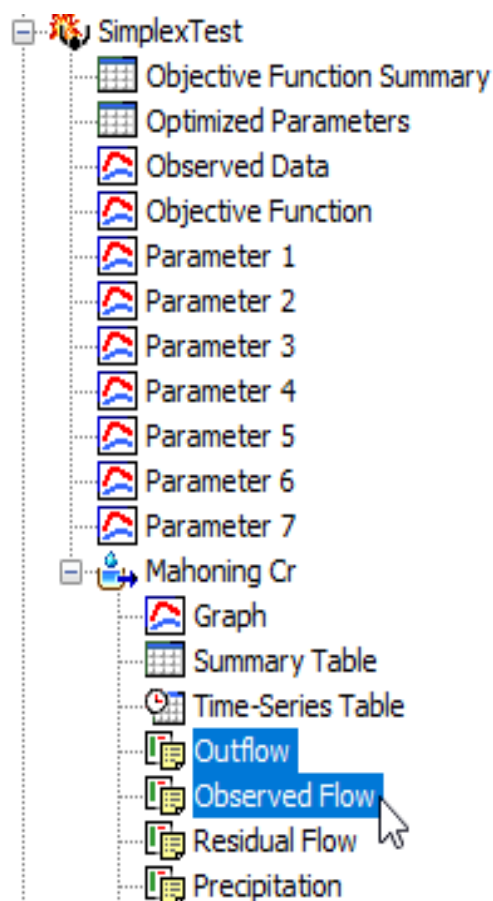 SimplexTest
Objective Function Summary
Optimized Parameters
Observed Data
Objective Function
Parameter 1
Parameter 2
Parameter 3
Parameter 4
Parameter 5
Parameter 6
Parameter 7
Mahoning Cr
Graph
Summary Table
Time-Series Table
Outflow
Observed Flow
Residual Flow
Precipitation